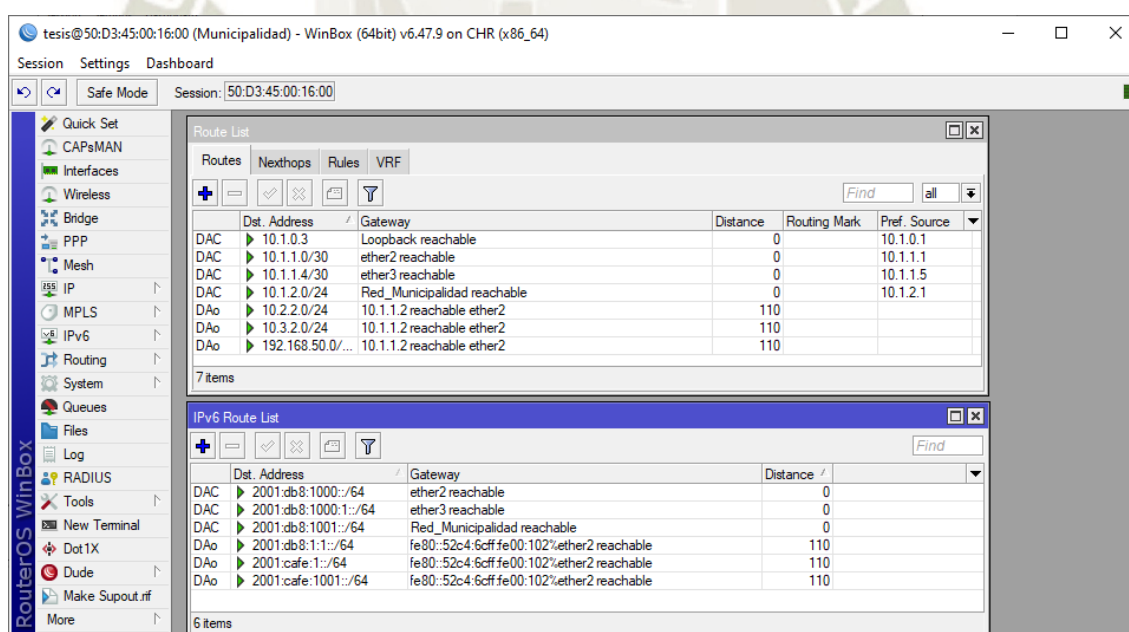 tesis@50:D3:45:00:16:00 (Municipalidad) - WinBox (64bit) v6.47.9 on CHR (x86_64)
Session Settings Dashboard
Safe Mode Session: 50:D3:45:00:16:00
Quick Set
CAPsMAN
Interfaces
Wireless
Bridge
PPP
Mesh
IP
MPLS
IPv6
Routing
System
Queues
Files
Log
RADIUS
Tools
New Terminal
Dot1X
Dude
Make Supout.rif
More
RouterOS WinBox
Route List
Routes Nexthops Rules VRF
Find all
Dst. Address Gateway Distance Routing Mark Pref. Source
DAC 10.1.0.3 Loopback reachable 0 10.1.0.1
DAC 10.1.1.0/30 ether2 reachable 0 10.1.1.1
DAC 10.1.1.4/30 ether3 reachable 0 10.1.1.5
DAC 10.1.2.0/24 Red_Municipalidad reachable 0 10.1.2.1
DAo 10.2.2.0/24 10.1.1.2 reachable ether2 110
DAo 10.3.2.0/24 10.1.1.2 reachable ether2 110
DAo 192.168.50.0/... 10.1.1.2 reachable ether2 110
7 items
IPv6 Route List
Find
Dst. Address Gateway Distance
DAC 2001:db8:1000::/64 ether2 reachable 0
DAC 2001:db8:1000:1::/64 ether3 reachable 0
DAC 2001:db8:1001::/64 Red_Municipalidad reachable 0
DAo 2001:db8:1:1::/64 fe80::52c4:6cff:fe00:102%ether2 reachable 110
DAo 2001:cafe:1::/64 fe80::52c4:6cff:fe00:102%ether2 reachable 110
DAo 2001:cafe:1001::/64 fe80::52c4:6cff:fe00:102%ether2 reachable 110
6 items